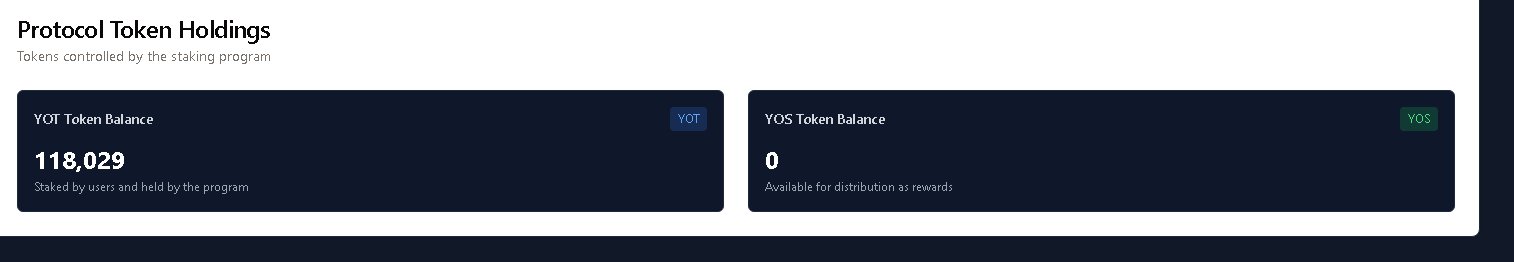 Protocol Token Holdings
Tokens controlled by the staking program
YOT Token Balance
YOT
118,029
Staked by users and held by the program
YOS Token Balance
YOS
0
Available for distribution as rewards